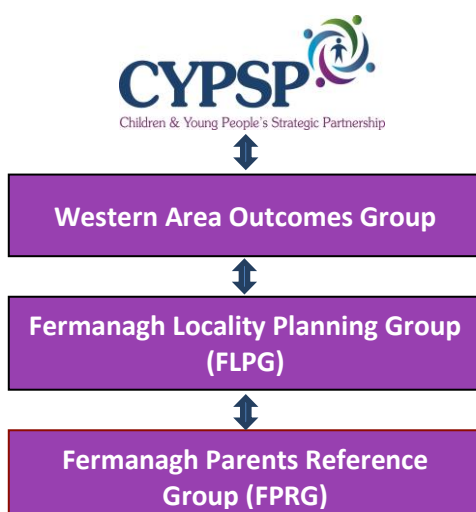 CYPSP
Children & Young People's Strategic Partnership
Western Area Outcomes Group
Fermanagh Locality Planning Group
(FLPG)
Fermanagh Parents Reference
Group (FPRG)